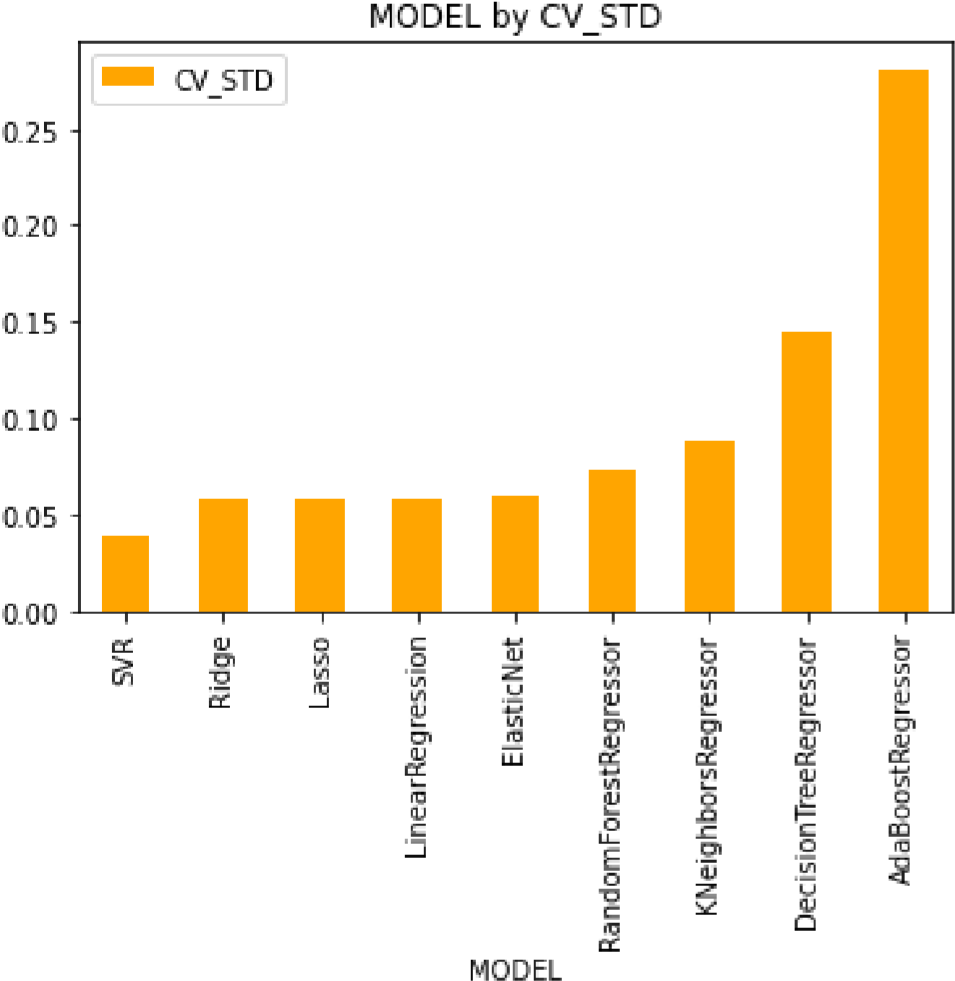 MODEL by CV_STD
CV_STD
0.25
0.20
0.15
0.10
0.05
0.00
SVR
Ridge
Lasso
LinearRegression
ElasticNet
RandomForestRegressor
KNeighborsRegressor
DecisionTreeRegressor
AdaBoostRegressor
MODEL